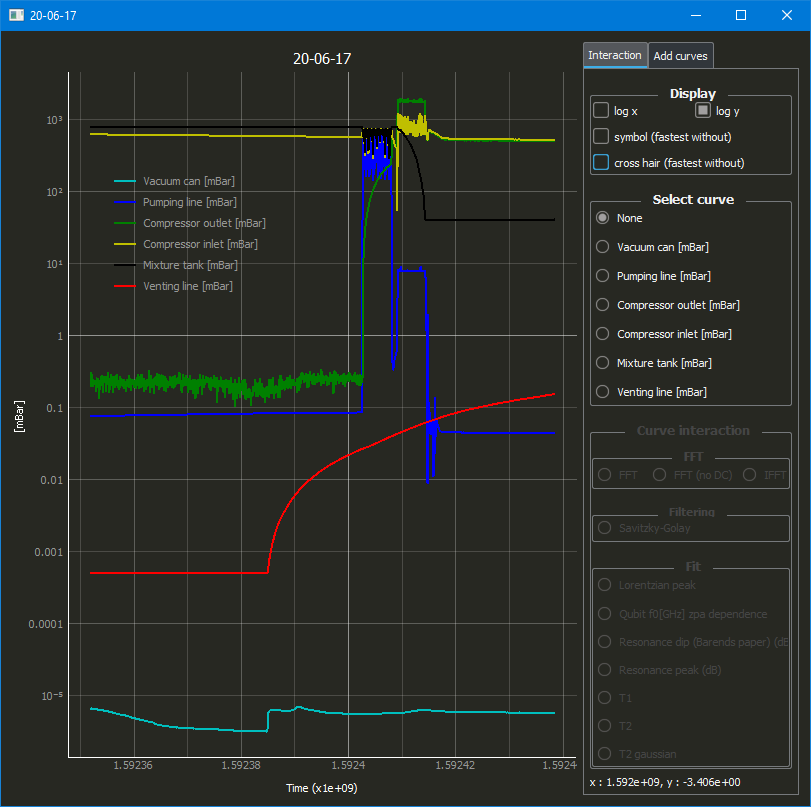 20-06-17
20-06-17
10³
10²
10¹
1
0.1
0.01
0.001
0.0001
10⁻⁵
[mBar]
Vacuum can [mBar]
Pumping line [mBar]
Compressor outlet [mBar]
Compressor inlet [mBar]
Mixture tank [mBar]
Venting line [mBar]
1.59236
1.59238
1.5924
1.59242
1.5924
Time (x1e+09)
Interaction
Add curves
Display
log x
log y
symbol (fastest without)
cross hair (fastest without)
Select curve
None
Vacuum can [mBar]
Pumping line [mBar]
Compressor outlet [mBar]
Compressor inlet [mBar]
Mixture tank [mBar]
Venting line [mBar]
Curve interaction
FFT
FFT
FFT (no DC)
IFFT
Filtering
Savitzky-Golay
Fit
Lorentzian peak
Qubit f0[GHz] zpa dependence
Resonance dip (Barends paper) (dB
Resonance peak (dB)
T1
T2
T2 gaussian
x : 1.592e+09, y : -3.406e+00